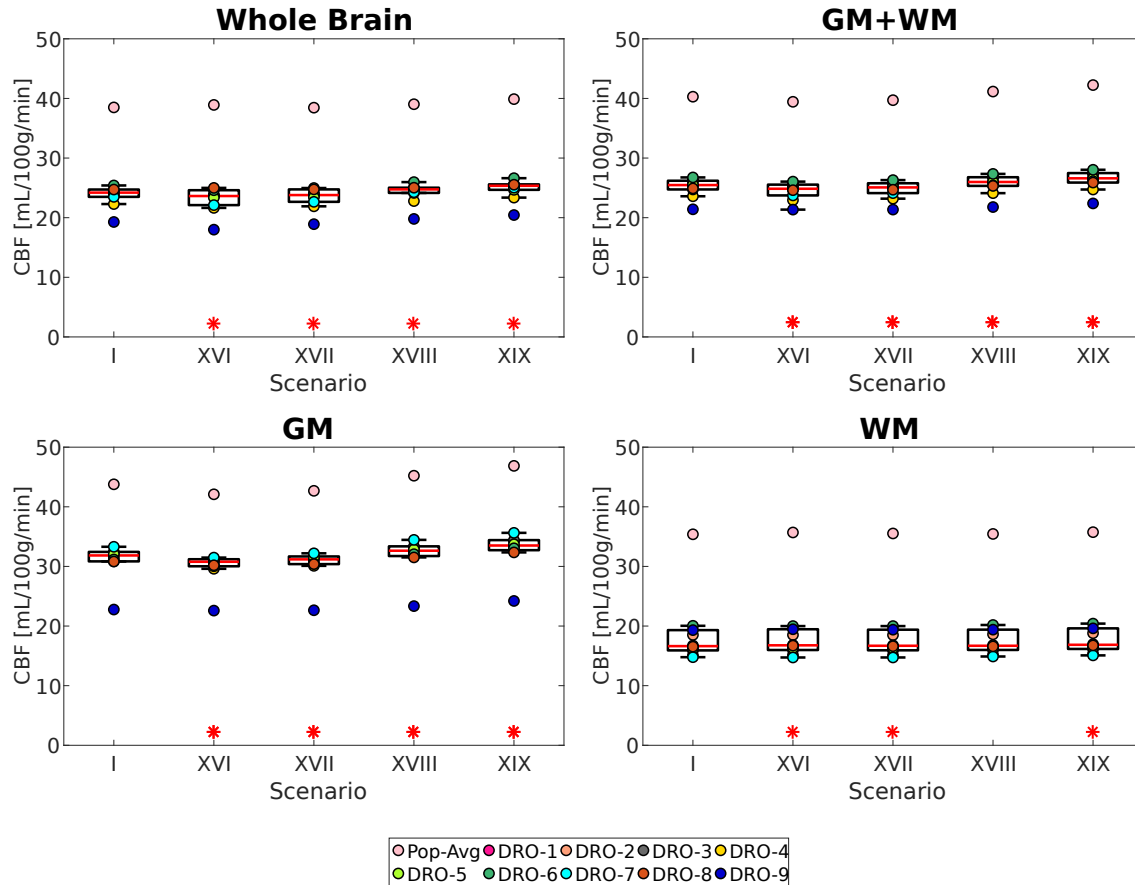 Whole Brain
50
40
30
20
10
0
CBF [mL/100g/min]
I XVI XVII XVIII XIX
Scenario
GM+WM
50
40
30
20
10
0
CBF [mL/100g/min]
I XVI XVII XVIII XIX
Scenario
GM
50
40
30
20
10
0
CBF [mL/100g/min]
I XVI XVII XVIII XIX
Scenario
WM
50
40
30
20
10
0
CBF [mL/100g/min]
I XVI XVII XVIII XIX
Scenario
Pop-Avg DRO-1 DRO-2 DRO-3 DRO-4
DRO-5 DRO-6 DRO-7 DRO-8 DRO-9